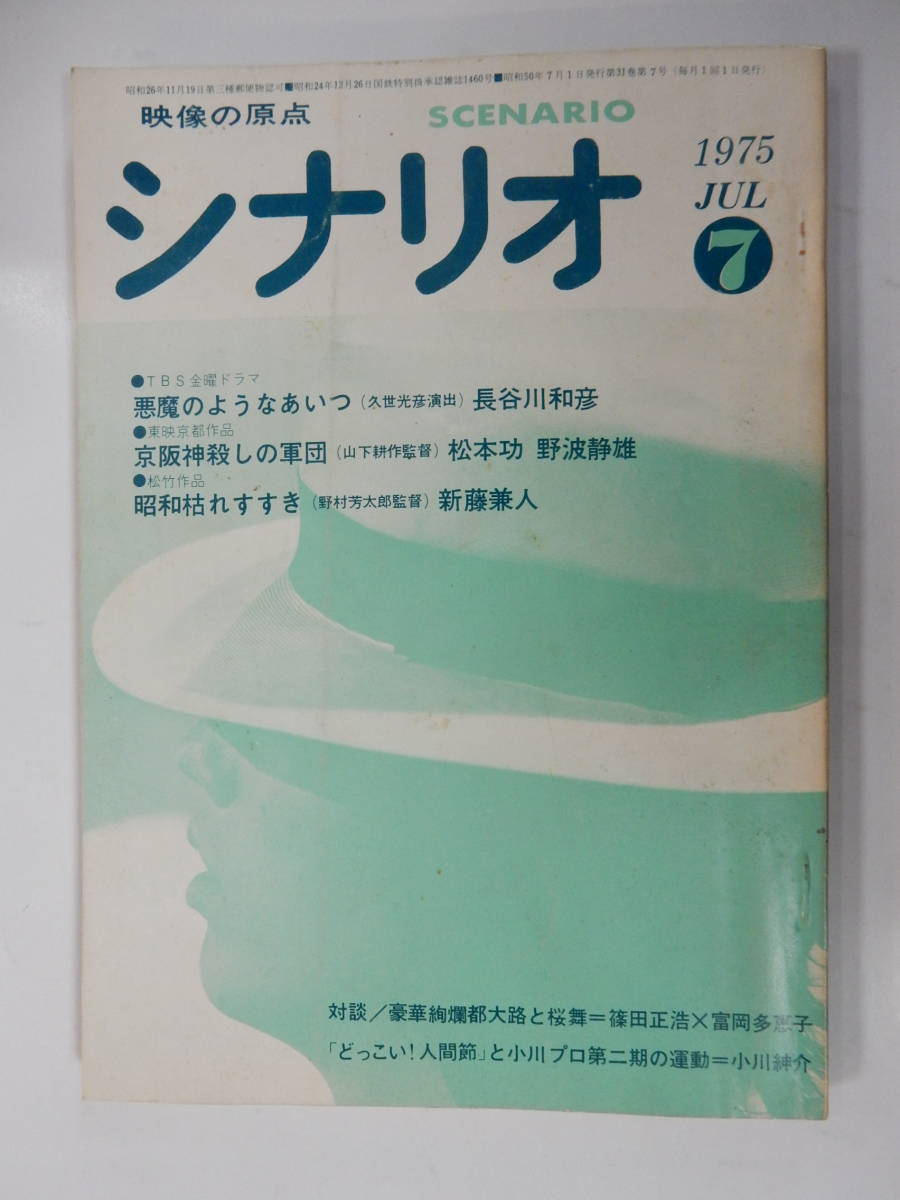 昭和26年11月19日第三種郵便物認可■昭和24年12月26日国鉄特別扱承認雑誌1460号■昭和50年7月1日発行第31巻第7号（毎月1回1日発行）
映像の原点 SCENARIO
シナリオ
1975
JUL
7
●TBS金曜ドラマ
悪魔のようなあいつ（久世光彦演出）長谷川和彦
●東映京都作品
京阪神殺しの軍団（山下耕作監督）松本功 野波静雄
●松竹作品
昭和枯れすすき（野村芳太郎監督）新藤兼人
対談／豪華絢爛都大路と桜舞＝篠田正浩×富岡多恵子
「どっこい！人間節」と小川プロ第二期の運動＝小川紳介